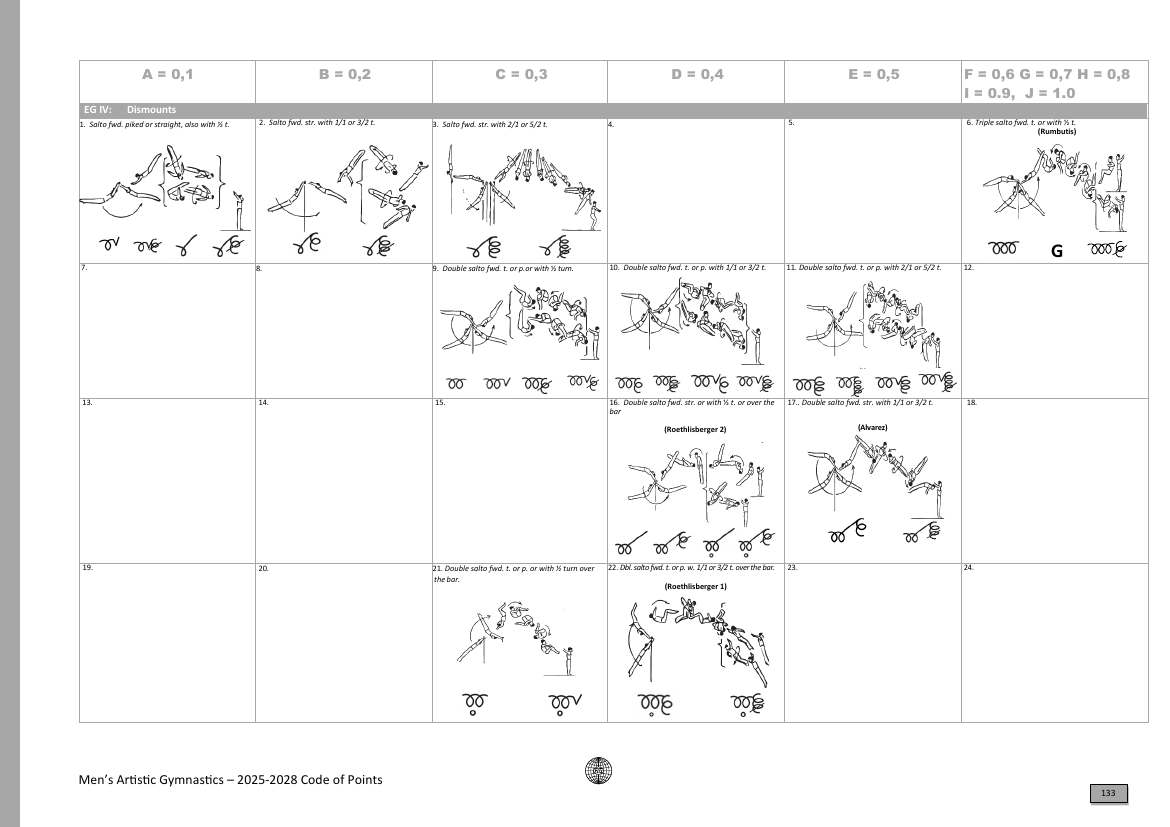 A = 0,1
B = 0,2
C = 0,3
D = 0,4
E = 0,5
F = 0,6 G = 0,7 H = 0,8
I = 0.9, J = 1.0
EG IV: Dismounts
1. Salto fwd. piked or straight, also with ½ t.
2. Salto fwd. str. with 1/1 or 3/2 t.
3. Salto fwd. str. with 2/1 or 5/2 t.
4.
5.
6. Triple salto fwd. t. or with ½ t.
(Rumbutis)
G
7.
8.
9. Double salto fwd. t. or p.or with ½ turn.
10. Double salto fwd. t. or p. with 1/1 or 3/2 t.
11. Double salto fwd. t. or p. with 2/1 or 5/2 t.
12.
13.
14.
15.
16. Double salto fwd. str. or with ½ t. or over the
bar
(Roethlisberger 2)
17.. Double salto fwd. str. with 1/1 or 3/2 t.
(Alvarez)
18.
19.
20.
21. Double salto fwd. t. or p. or with ½ turn over
the bar.
22. Dbl. salto fwd. t. or p. w. 1/1 or 3/2 t. over the bar.
(Roethlisberger 1)
23.
24.
Men's Artistic Gymnastics – 2025-2028 Code of Points
133